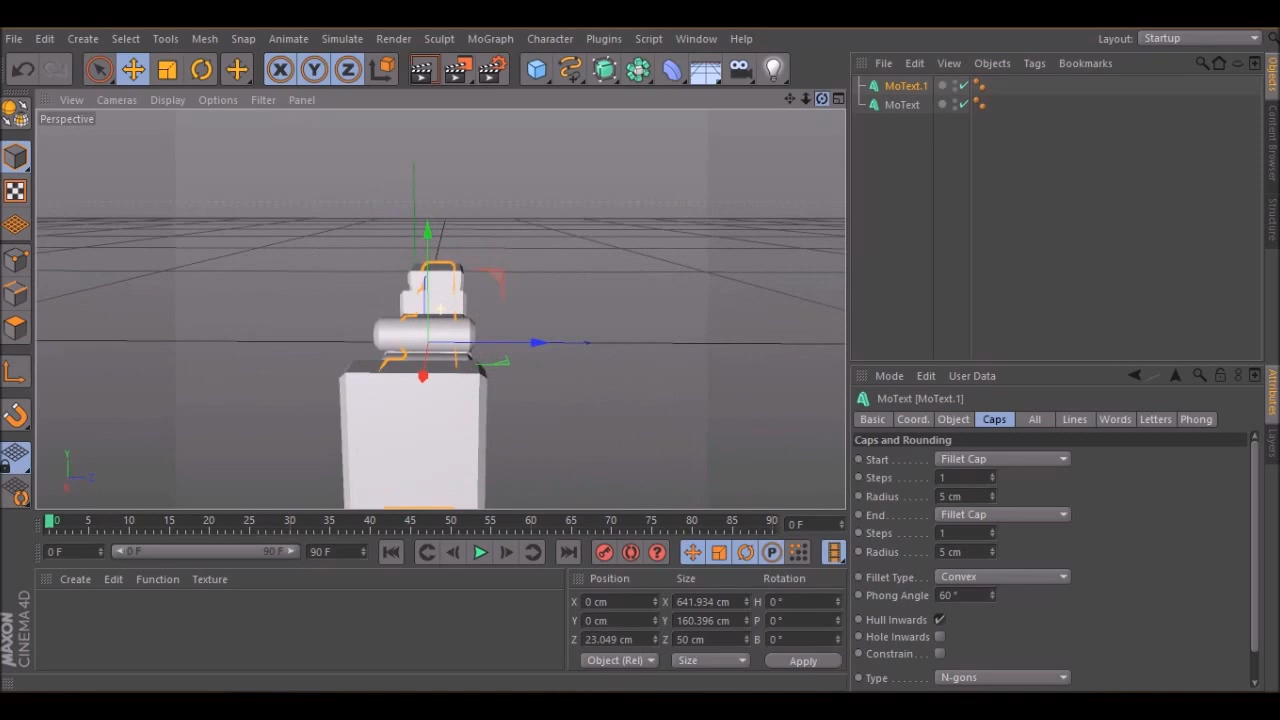 File Edit Create Select Tools Mesh Snap Animate Simulate Render Sculpt MoGraph Character Plugins Script Window Help Layout: Startup
X Y Z
File Edit View Objects Tags Bookmarks
View Cameras Display Options Filter Panel
Perspective
MoText.1
MoText
Objects
Content Browser
Structure
Mode Edit User Data
MoText [MoText.1]
Basic Coord. Object Caps All Lines Words Letters Phong
Caps and Rounding
Start . . . . . . . Fillet Cap
Steps 1
Radius 5 cm
End . . . . . . . . Fillet Cap
Steps 1
Radius 5 cm
Fillet Type. Convex
Phong Angle 60 °
Hull Inwards
Hole Inwards
Constrain
Type N-gons
Attributes
Layers
Y
Z
0 5 10 15 20 25 30 35 40 45 50 55 60 65 70 75 80 85 90 0 F
0 F 0 F 90 F 90 F
P
Create Edit Function Texture
Position Size Rotation
X 0 cm X 641.934 cm H 0 °
Y 0 cm Y 160.396 cm P 0 °
Z 23.049 cm Z 50 cm B 0 °
Object (Rel) Size Apply
MAXON
CINEMA 4D